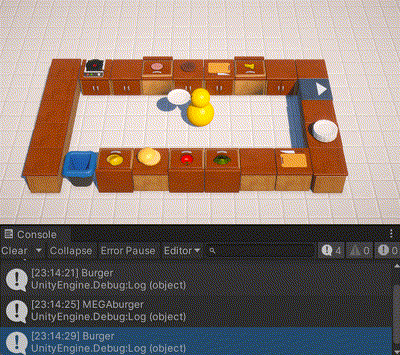 Console
Clear Collapse Error Pause Editor 4 0 0
[23:14:21] Burger
UnityEngine.Debug:Log (object)
[23:14:25] MEGAburger
UnityEngine.Debug:Log (object)
[23:14:29] Burger
UnityEngine.Debug:Log (object)